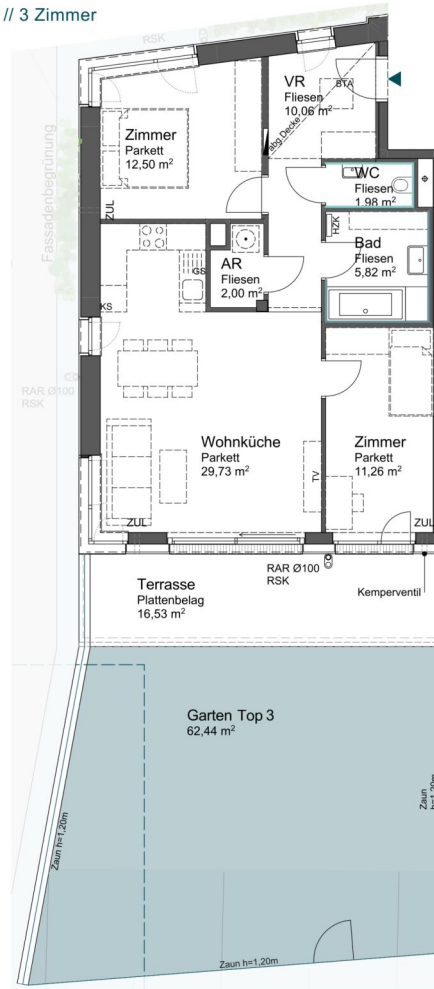 // 3 Zimmer
RSK
VR
Fliesen
10,06 m²
STA
abg Decke
Zimmer
Parkett
12,50 m²
ZUL
Fassadenbegrünung
WC
Fliesen
1,98 m²
HZK
Bad
Fliesen
5,82 m²
AR
Fliesen
2,00 m²
GS
KS
RAR Ø100
RSK
Wohnküche
Parkett
29,73 m²
TV
Zimmer
Parkett
11,26 m²
ZUL
ZUL
RAR Ø100
RSK
Kemperventil
Terrasse
Plattenbelag
16,53 m²
Garten Top 3
62,44 m²
Zaun
h=1,20m
Zaun h=1,20m
Zaun h=1,20m